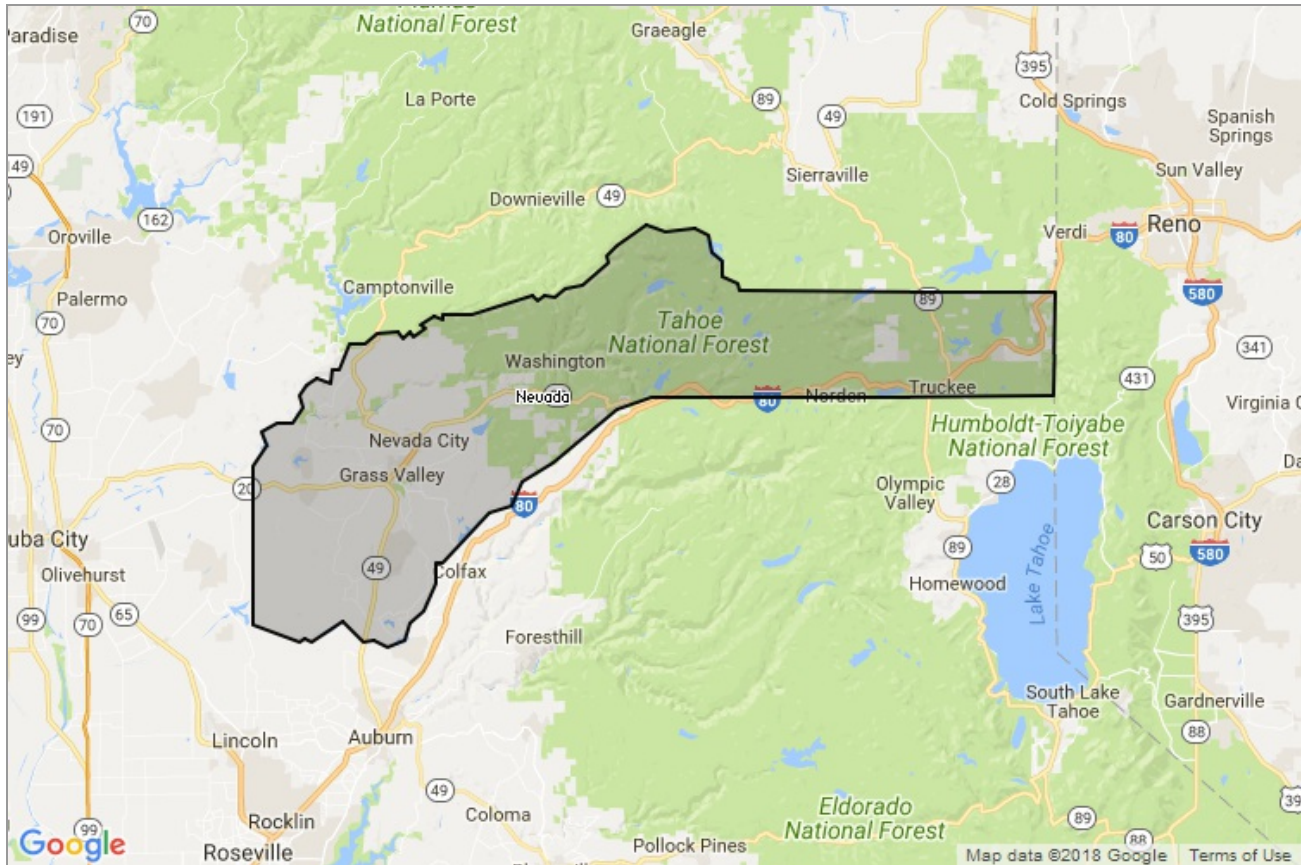 70
National Forest
Graeagle
395
Paradise
La Porte
89
Cold Springs
191
49
Spanish
Springs
149
Sierraville
Sun Valley
Downieville
49
162
Oroville
Verdi
80
Reno
Camptonville
580
Palermo
89
70
Tahoe
National Forest
341
Washington
431
Truckee
Nevada
80
Norden
Virginia C
Humboldt-Toiyabe
National Forest
70
Nevada City
Grass Valley
Da
20
Olympic
Valley
28
80
Carson City
uba City
Lake Tahoe
89
50
580
Olivehurst
49
Colfax
Homewood
99
65
70
395
Foresthill
South Lake
Tahoe
Gardnerville
88
Lincoln
Auburn
49
Coloma
Eldorado
National Forest
395
Rocklin
89
99
Google
Roseville
Pollock Pines
88
Map data ©2018 Google
Terms of Use